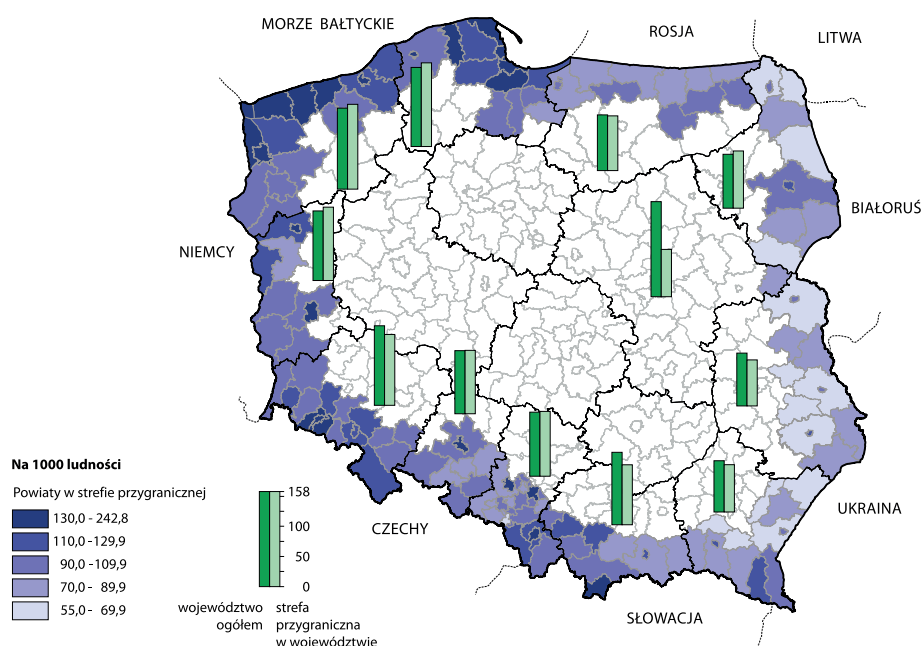 MORZE BAŁTYCKIE
ROSJA
LITWA
BIAŁORUŚ
NIEMCY
UKRAINA
CZECHY
SŁOWACJA
Na 1000 ludności
Powiaty w strefie przygranicznej
130,0 - 242,8
110,0 -129,9
90,0 -109,9
70,0 - 89,9
55,0 - 69,9
158
100
50
0
województwo ogółem
strefa przygraniczna w województwie